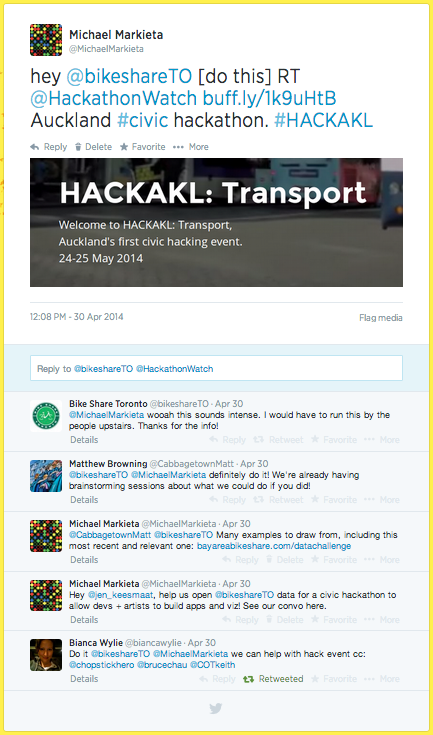 Michael Markieta
@MichaelMarkieta
hey @bikeshareTO [do this] RT
@HackathonWatch buff.ly/1k9uHtB
Auckland #civic hackathon. #HACKAKL
Reply Delete Favorite More
HACKAKL: Transport
Welcome to HACKAKL: Transport,
Auckland's first civic hacking event.
24-25 May 2014
12:08 PM - 30 Apr 2014 Flag media
Reply to @bikeshareTO @HackathonWatch
Bike Share Toronto @bikeshareTO · Apr 30
@MichaelMarkieta wooah this sounds intense. I would have to run this by the
people upstairs. Thanks for the info!
Details Reply Retweet Favorite More
Matthew Browning @CabbagetownMatt · Apr 30
@bikeshareTO @MichaelMarkieta definitely do it! We're already having
brainstorming sessions about what we could do if you did!
Details Reply Retweet Favorite More
Michael Markieta @MichaelMarkieta · Apr 30
@CabbagetownMatt @bikeshareTO Many examples to draw from, including this
most recent and relevant one: bayareabikeshare.com/datachallenge
Details Reply Retweet Favorite More
Michael Markieta @MichaelMarkieta · Apr 30
Hey @jen_keesmaat, help us open @bikeshareTO data for a civic hackathon to
allow devs + artists to build apps and viz! See our convo here.
Details Reply Retweet Favorite More
Bianca Wylie @biancawylie · Apr 30
Do it @bikeshareTO @MichaelMarkieta we can help with hack event cc:
@chopstickhero @brucechau @COTkeith
Details Reply Retweeted Favorite More